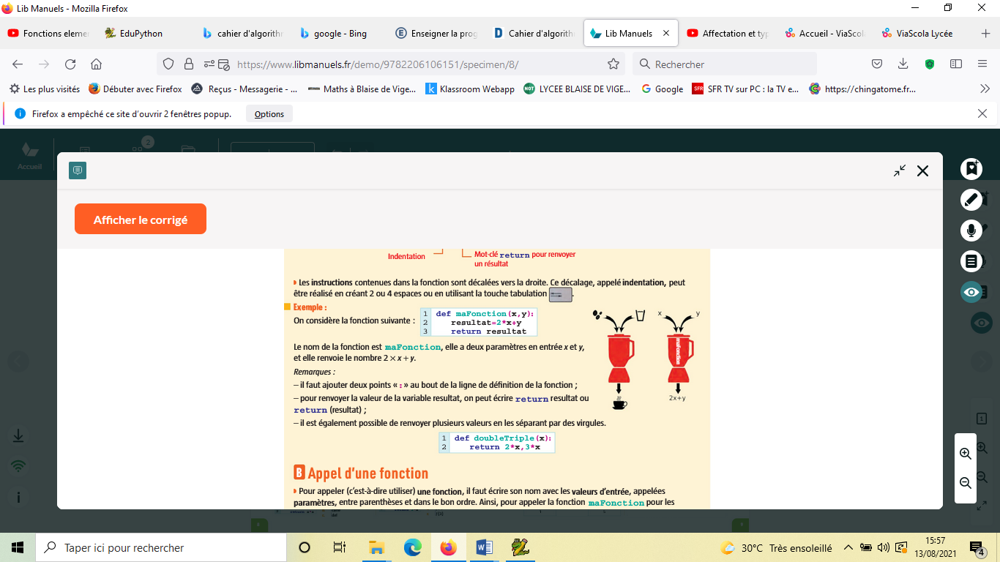 Lib Manuels - Mozilla Firefox
Fonctions eleme
EduPython
cahier d'algorithr
google - Bing
Enseigner la prog
Cahier d'algorith
Lib Manuels
Affectation et typ
Accueil - ViaScol
ViaScola Lycée
https://www.libmanuels.fr/demo/9782206106151/specimen/8/
Rechercher
Les plus visités
Débuter avec Firefox
Reçus - Messagerie - ...
Maths à Blaise de Vige...
Klassroom Webapp
LYCEE BLAISE DE VIGE...
Google
SFR TV sur PC : la TV e...
https://chingatome.fr...
Firefox a empêché ce site d'ouvrir 2 fenêtres popup.
Options
2
Accueil
Afficher le corrigé
Indentation
Mot-clé return pour renvoyer
un résultat
Les instructions contenues dans la fonction sont décalées vers la droite. Ce décalage, appelé indentation, peut
être réalisé en créant 2 ou 4 espaces ou en utilisant la touche tabulation .
Exemple :
On considère la fonction suivante :
1 def maFonction(x,y):
2 resultat=2*x+y
3 return resultat
x
y
mafonction
2x+y
Le nom de la fonction est maFonction, elle a deux paramètres en entrée x et y,
et elle renvoie le nombre 2 × x + y.
Remarques :
– il faut ajouter deux points « : » au bout de la ligne de définition de la fonction ;
– pour renvoyer la valeur de la variable resultat, on peut écrire return resultat ou
return (resultat) ;
– il est également possible de renvoyer plusieurs valeurs en les séparant par des virgules.
1 def doubleTriple(x):
2 return 2*x,3*x
B Appel d'une fonction
Pour appeler (c'est-à-dire utiliser) une fonction, il faut écrire son nom avec les valeurs d'entrée, appelées
paramètres, entre parenthèses et dans le bon ordre. Ainsi, pour appeler la fonction maFonction pour les
1
Taper ici pour rechercher
30°C Très ensoleillé
15:57
13/08/2021
4